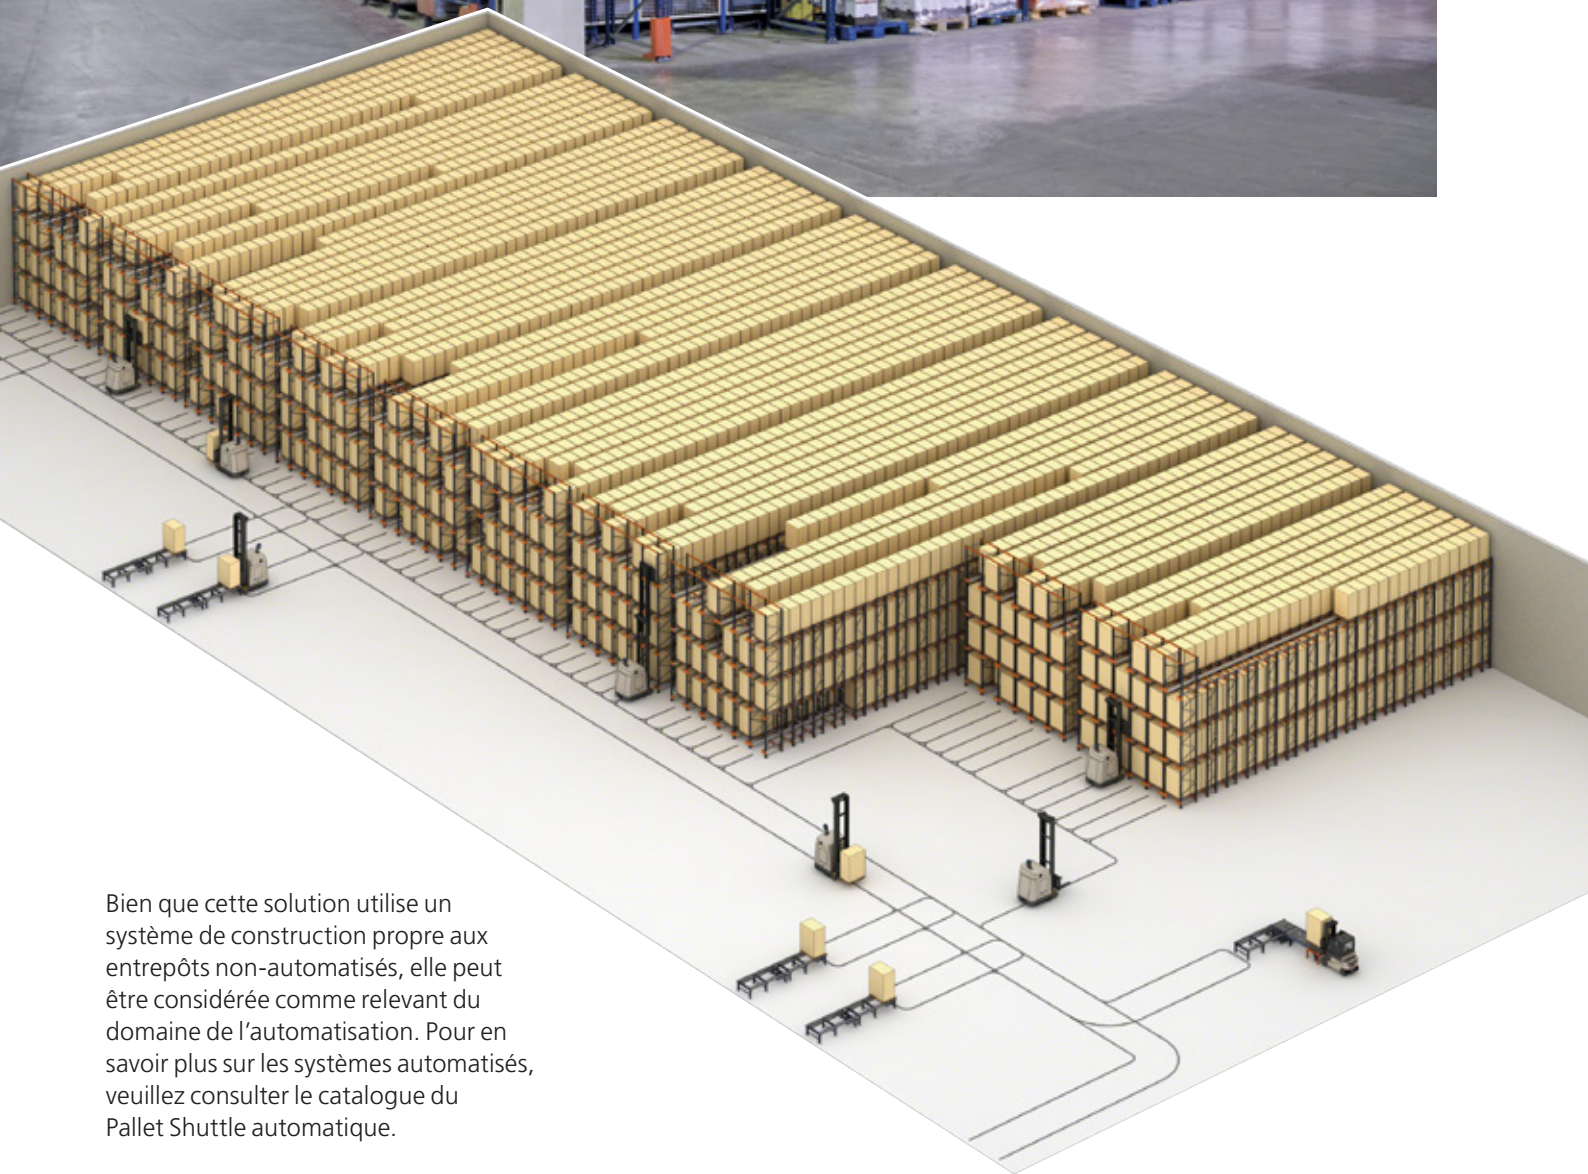 Bien que cette solution utilise un
système de construction propre aux
entrepôts non-automatisés, elle peut
être considérée comme relevant du
domaine de l’automatisation. Pour en
savoir plus sur les systèmes automatisés,
veuillez consulter le catalogue du
Pallet Shuttle automatique.